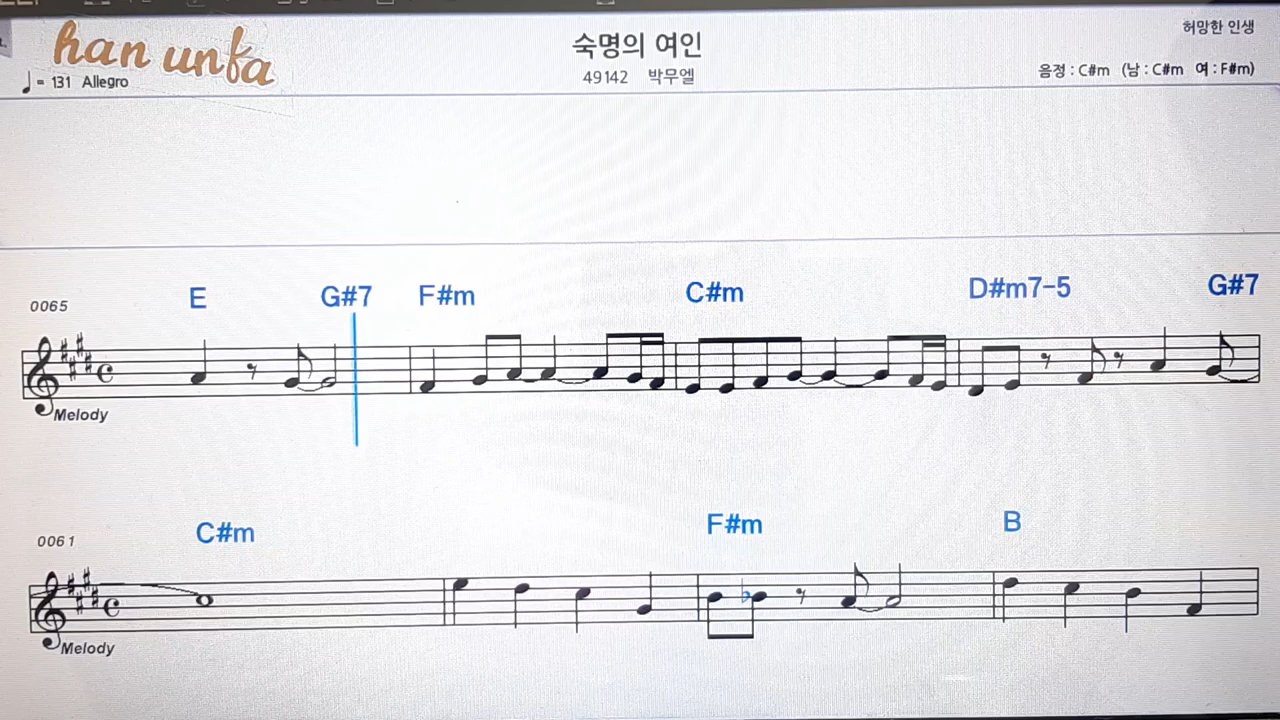 han unfa
숙명의 여인
허망한 인생
♩= 131 Allegro
49142 박무엘
음정 : C#m (남 : C#m 여 : F#m)
0065
E G#7 F#m C#m D#m7-5 G#7
Melody
0061
C#m F#m B
Melody